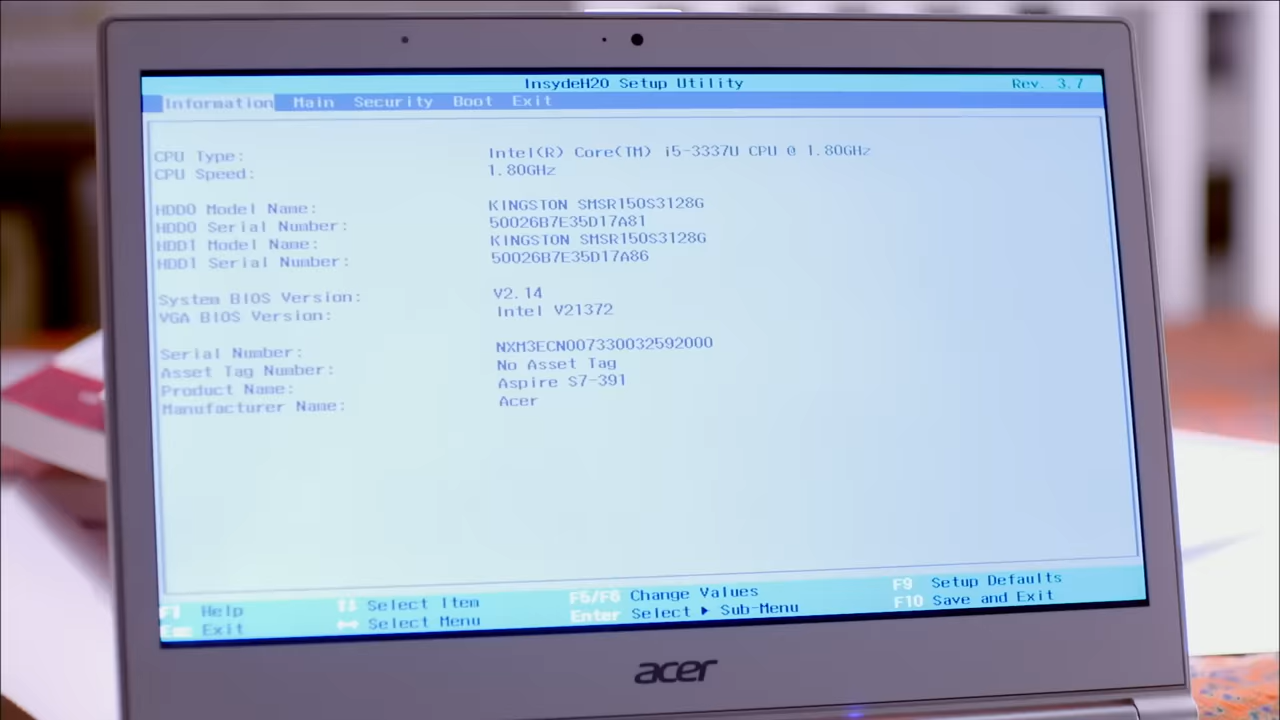 InsydeH20 Setup Utility Rev. 3.7
Information Main Security Boot Exit
CPU Type: Intel(R) Core(TM) i5-3337U CPU @ 1.80GHz
CPU Speed: 1.80GHz
HDD0 Model Name: KINGSTON SMSR150S3128G
HDD0 Serial Number: 50026B7E35D17A81
HDD1 Model Name: KINGSTON SMSR150S3128G
HDD1 Serial Number: 50026B7E35D17A86
System BIOS Version: V2.14
VGA BIOS Version: Intel V21372
Serial Number: NXM3ECN007330032592000
Asset Tag Number: No Asset Tag
Product Name: Aspire S7-391
Manufacturer Name: Acer
F1 Help ↑↓ Select Item F5/F6 Change Values F9 Setup Defaults
Esc Exit ↔ Select Menu Enter Select ▶ Sub-Menu F10 Save and Exit
acer